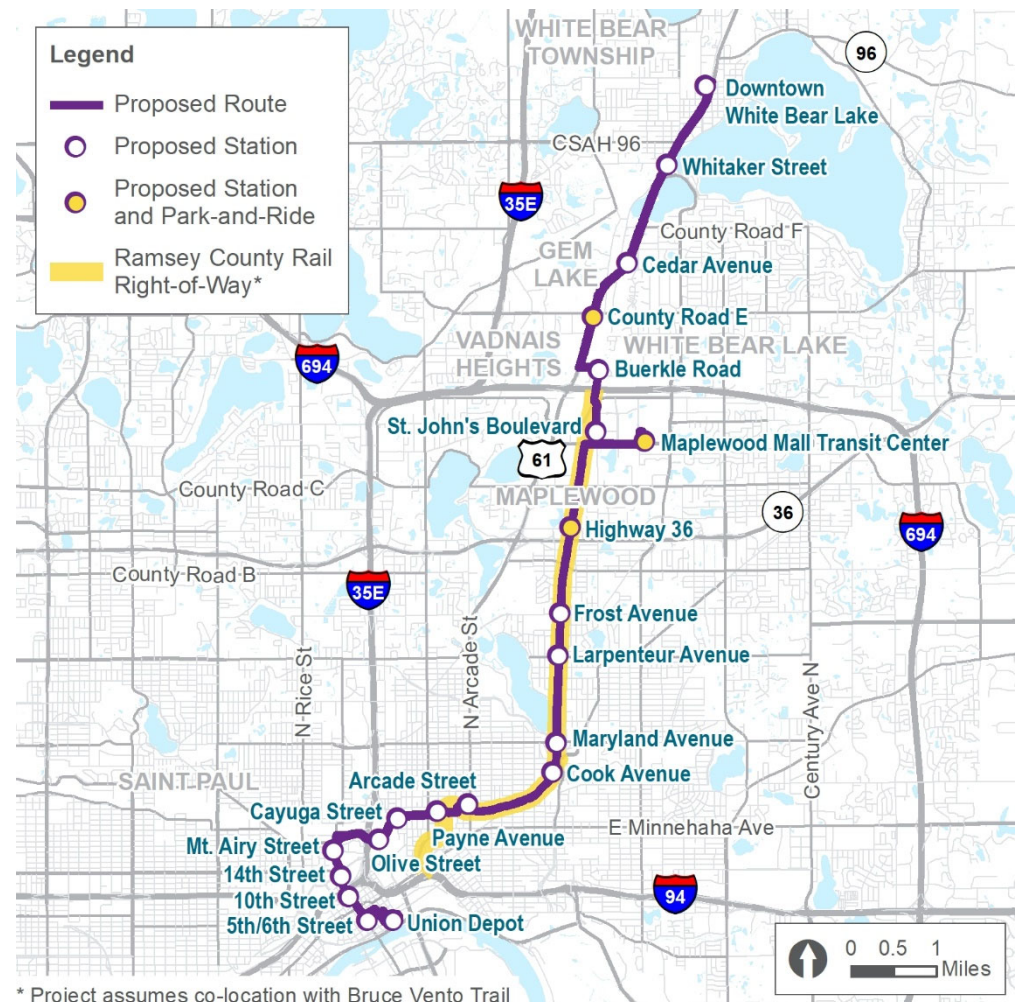 Legend
Proposed Route
Proposed Station
Proposed Station
and Park-and-Ride
Ramsey County Rail
Right-of-Way*
WHITE BEAR
TOWNSHIP
96
Downtown
White Bear Lake
CSAH 96
Whitaker Street
35E
County Road F
GEM
LAKE
Cedar Avenue
County Road E
VADNAIS
HEIGHTS
WHITE BEAR LAKE
694
Buerkle Road
St. John's Boulevard
Maplewood Mall Transit Center
61
County Road C
MAPLEWOOD
36
Highway 36
694
County Road B
35E
Frost Avenue
N Rice St
N Arcade St
Larpenteur Avenue
Century Ave N
Maryland Avenue
SAINT PAUL
Cook Avenue
Arcade Street
Cayuga Street
Payne Avenue
E Minnehaha Ave
Mt. Airy Street
Olive Street
14th Street
10th Street
94
5th/6th Street
Union Depot
0 0.5 1
Miles
* Project assumes co-location with Bruce Vento Trail